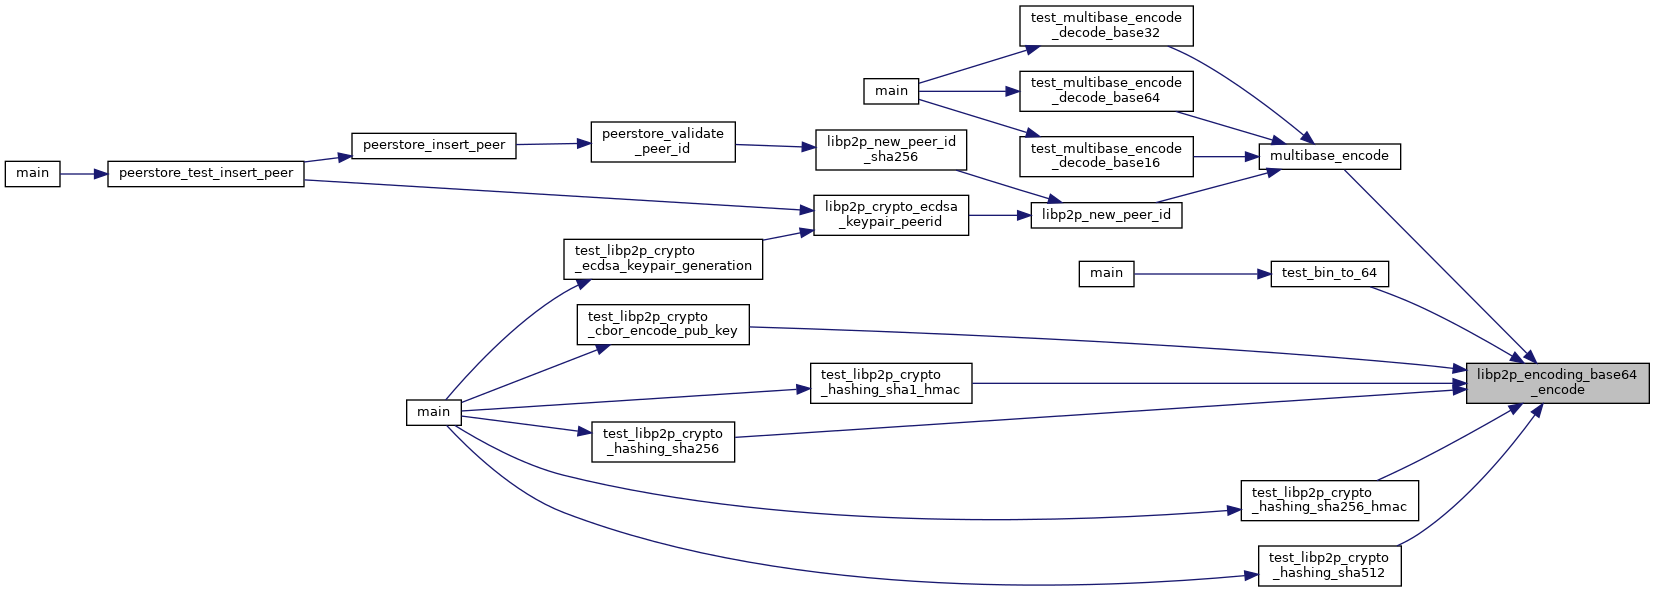 test_multibase_encode
_decode_base32
main
test_multibase_encode
_decode_base64
peerstore_validate
_peer_id
peerstore_insert_peer
libp2p_new_peer_id
_sha256
test_multibase_encode
_decode_base16
multibase_encode
main
peerstore_test_insert_peer
libp2p_crypto_ecdsa
_keypair_peerid
libp2p_new_peer_id
test_libp2p_crypto
_ecdsa_keypair_generation
main
test_bin_to_64
test_libp2p_crypto
_cbor_encode_pub_key
test_libp2p_crypto
_hashing_sha1_hmac
libp2p_encoding_base64
_encode
main
test_libp2p_crypto
_hashing_sha256
test_libp2p_crypto
_hashing_sha256_hmac
test_libp2p_crypto
_hashing_sha512